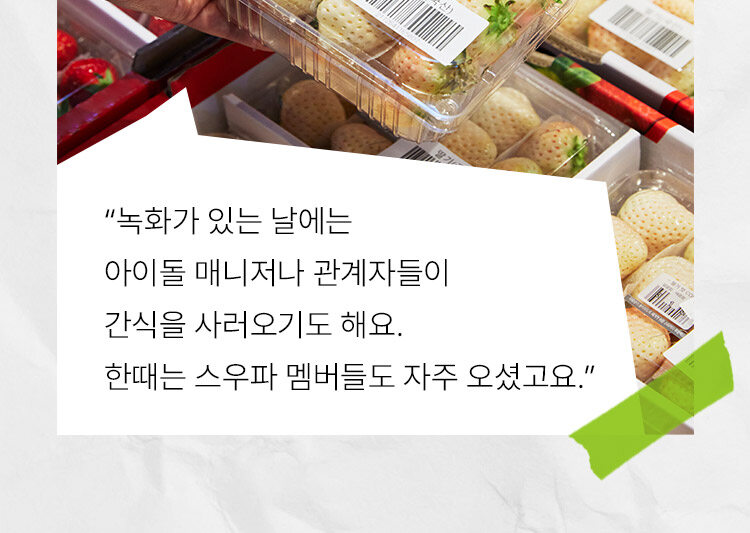 “녹화가 있는 날에는
아이돌 매니저나 관계자들이
간식을 사러오기도 해요.
한때는 스우파 멤버들도 자주 오셨고요.”